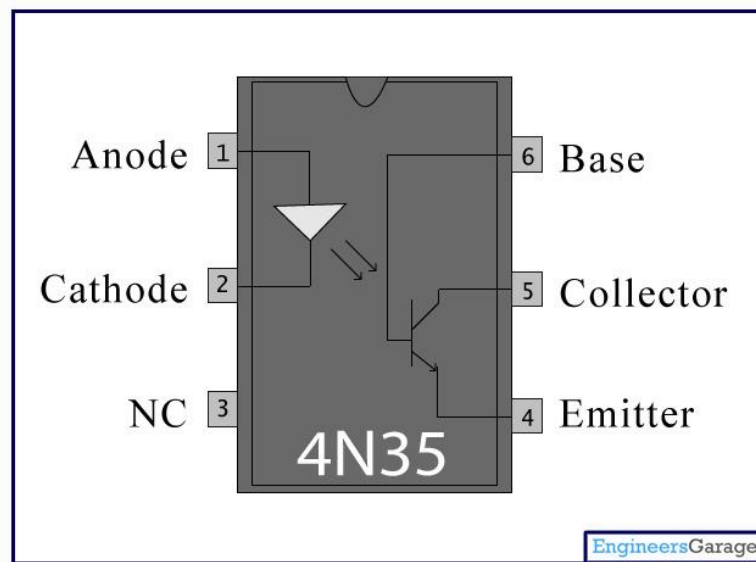 Anode 1
6 Base
Cathode 2
5 Collector
NC 3
4 Emitter
4N35
EngineersGarage